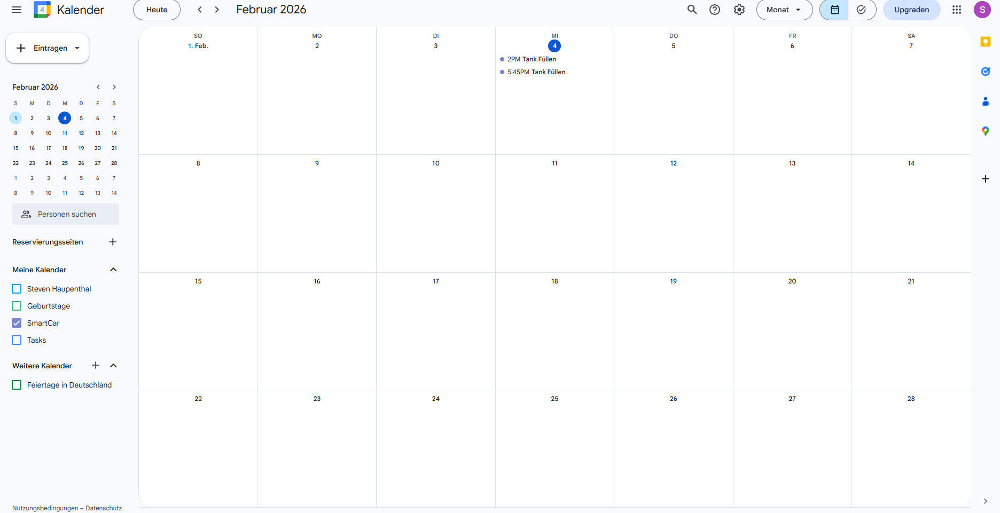 4 Kalender Heute Februar 2026 Monat Upgraden S
Eintragen
Februar 2026
S M D M D F S
1 2 3 4 5 6 7
8 9 10 11 12 13 14
15 16 17 18 19 20 21
22 23 24 25 26 27 28
1 2 3 4 5 6 7
8 9 10 11 12 13 14
Personen suchen
Reservierungsseiten
Meine Kalender
Steven Haupenthal
Geburtstage
SmartCar
Tasks
Weitere Kalender
Feiertage in Deutschland
Nutzungsbedingungen – Datenschutz
SO MO DI MI DO FR SA
1. Feb. 2 3 4 5 6 7
2PM Tank Füllen
5:45PM Tank Füllen
8 9 10 11 12 13 14
15 16 17 18 19 20 21
22 23 24 25 26 27 28